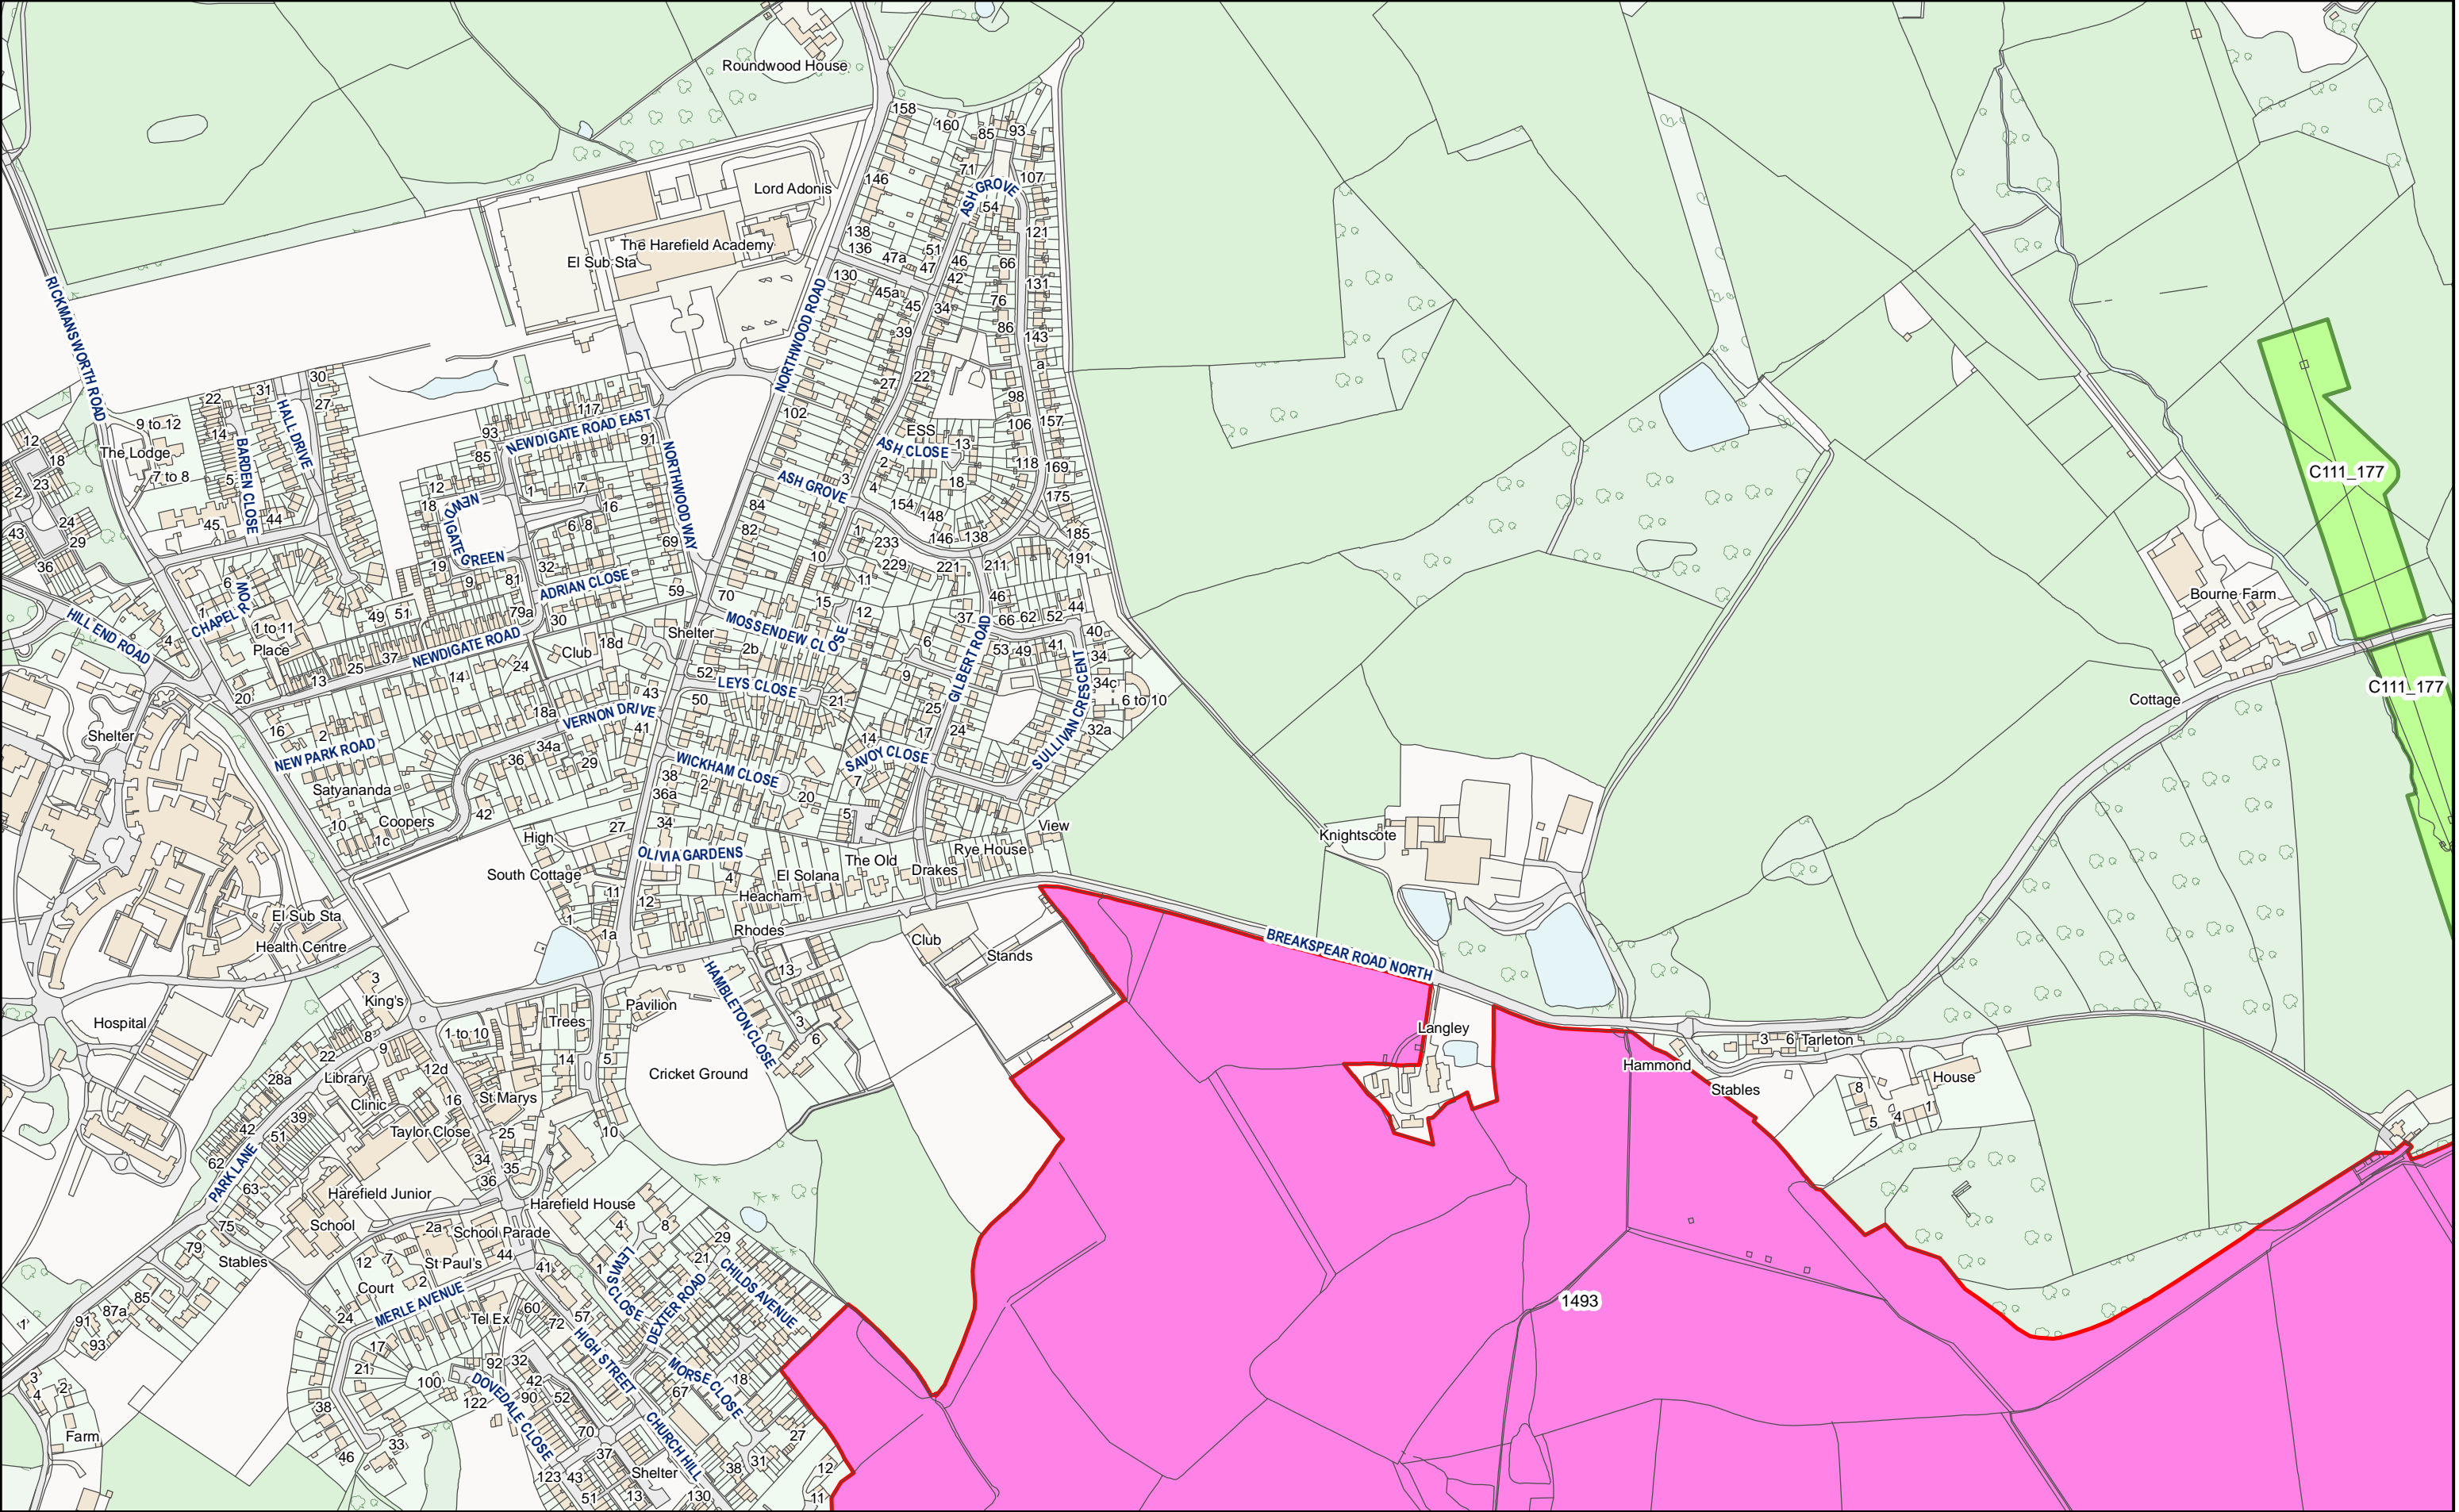 Roundwood House
158
160
85
93
Lord Adonis
146
71
107
ASH GROVE
54
The Harefield Academy
El Sub Sta
138
136
121
51
47a
47
46
66
42
130
131
45a
45
76
34
RICKMANSWORTH ROAD
NORTHWOOD ROAD
39
86
143
a
C111_177
31
30
27
22
22
27
98
HALL DRIVE
117
102
106
157
9 to 12
14
12
The Lodge
BARDEN CLOSE
93
NEWDIGATE ROAD EAST
91
ESS
13
ASH CLOSE
2
18
7 to 8
5
85
NORTHWOOD WAY
118
169
23
2
12
1
7
ASH GROVE
3
4
18
175
18
NEWDIGATE GREEN
16
84
154
148
24
43
29
45
44
6
8
82
1
146
138
185
69
233
36
19
9
81
32
10
229
221
211
191
6
ADRIAN CLOSE
59
11
CHAPEL ROW
1
79a
70
15
12
46
44
Bourne Farm
HILL END ROAD
4
1 to 11
49
51
30
MOSSENDEW CLOSE
37
66
62
52
Place
NEWDIGATE ROAD
Shelter
40
25
37
24
Club
18d
2b
6
53
49
41
34
13
14
52
LEYS CLOSE
9
GILBERT ROAD
34c
C111_177
20
43
50
21
6 to 10
Cottage
16
18a
VERNON DRIVE
25
SULLIVAN CRESCENT
Shelter
2
34a
41
14
17
24
32a
NEW PARK ROAD
36
29
WICKHAM CLOSE
SAVOY CLOSE
38
2
7
Satyananda
36a
20
10
Coopers
42
34
5
1c
High
27
View
Knightscote
OLIVIA GARDENS
The Old
Rye House
South Cottage
4
El Solana
Drakes
11
12
Heacham
El Sub Sta
1
1a
Rhodes
Health Centre
Club
Stands
BREAKSPEAR ROAD NORTH
3
HAMBLETON CLOSE
13
King's
Pavilion
Hospital
8
1 to 10
Trees
3
Langley
22
9
6
3
6
Tarleton
28a
Library
12d
14
5
Cricket Ground
Hammond
House
Clinic
16
St Marys
Stables
8
39
42
51
Taylor Close
25
10
5
4
1
62
PARK LANE
34
35
63
36
Harefield Junior
Harefield House
75
School
2a
School Parade
4
8
79
Stables
12
7
St Paul's
44
LEWIS CLOSE
29
21
Court
2
41
1
CHILDS AVENUE
85
87a
MERLE AVENUE
60
DEXTER ROAD
1493
91
24
Tel Ex
57
1
93
72
HIGH STREET
17
92
32
MORSE CLOSE
3
4
2
21
100
42
18
DOVEDALE CLOSE
90
52
67
38
122
70
CHURCH HILL
27
Farm
33
37
46
31
123
43
Shelter
38
12
51
13
130
11